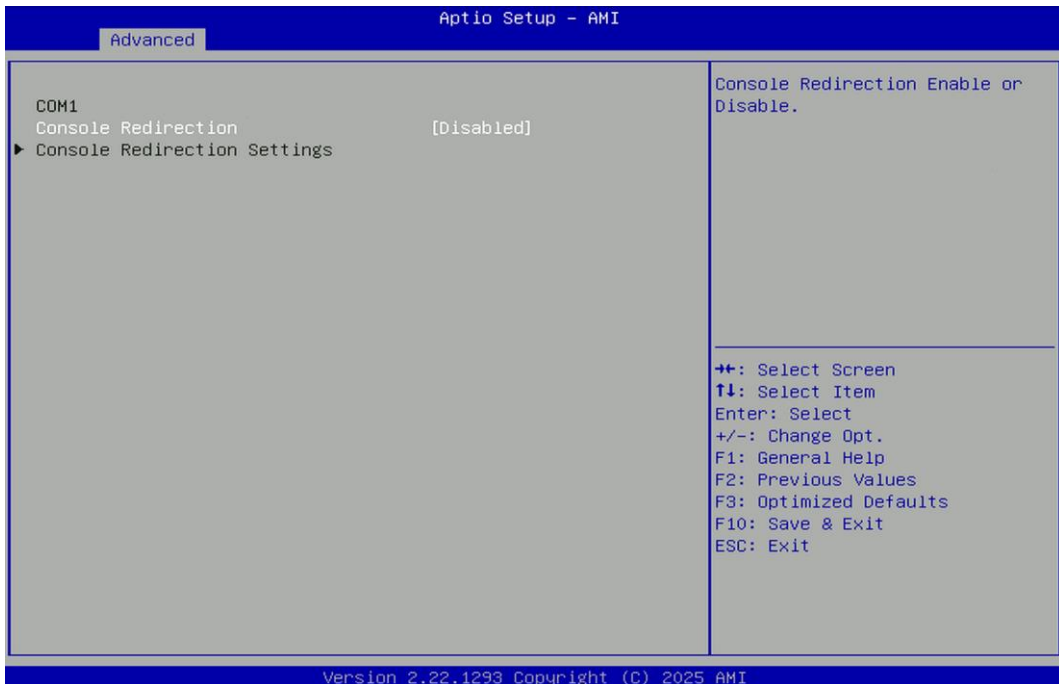 Aptio Setup - AMI
Advanced
COM1
Console Redirection [Disabled]
▶ Console Redirection Settings
Console Redirection Enable or
Disable.
→←: Select Screen
↑↓: Select Item
Enter: Select
+/-: Change Opt.
F1: General Help
F2: Previous Values
F3: Optimized Defaults
F10: Save & Exit
ESC: Exit
Version 2.22.1293 Copyright (C) 2025 AMI